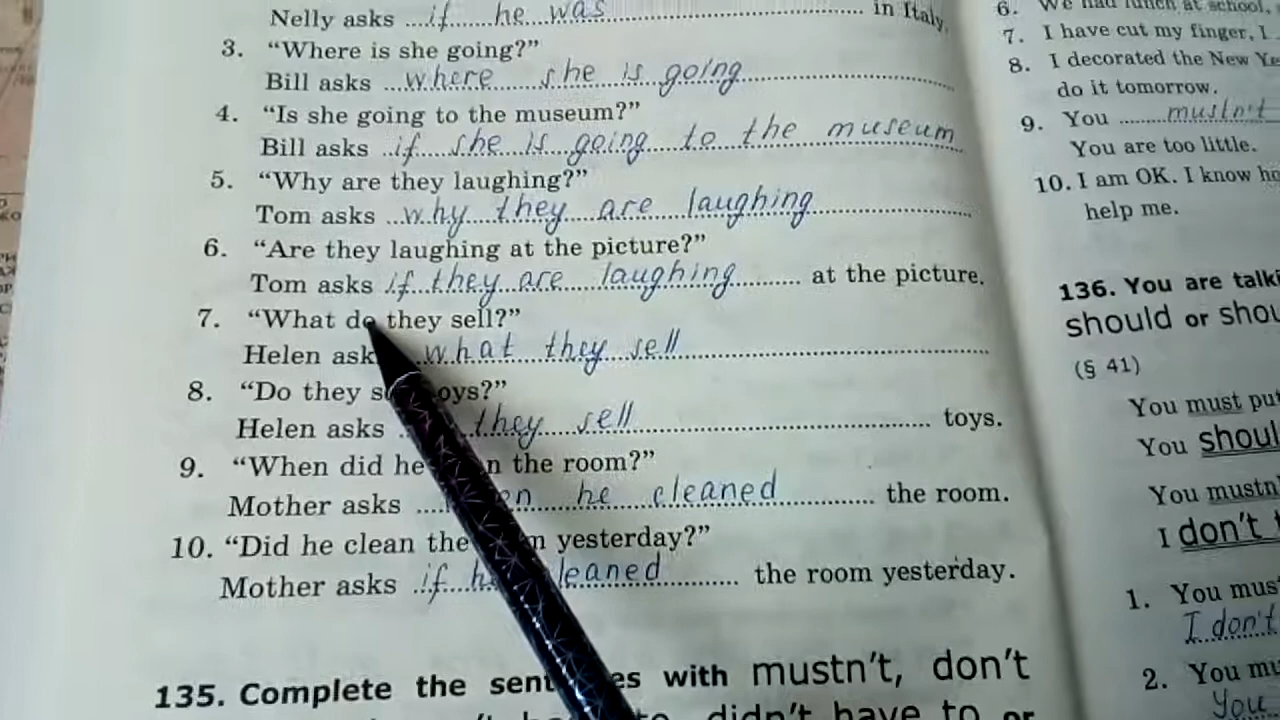 Nelly asks ...if he was ... in Italy.
3. “Where is she going?”
Bill asks ...where she is going
4. “Is she going to the museum?”
Bill asks ...if she is going to the museum
5. “Why are they laughing?”
Tom asks ...why they are laughing
6. “Are they laughing at the picture?”
Tom asks if they are laughing ... at the picture.
7. “What do they sell?”
Helen ask what they sell
8. “Do they s oys?”
Helen asks they sell ... toys.
9. “When did he n the room?”
Mother asks ... en he cleaned ... the room.
10. “Did he clean the m yesterday?”
Mother asks ...if h leaned ... the room yesterday.
135. Complete the sen es with mustn’t, don’t
didn’t have to or
6. We had lunch at school,
7. I have cut my finger, I
8. I decorated the New Ye
do it tomorrow.
9. You ...mustn't
You are too little.
10. I am OK. I know ho
help me.
136. You are talki
should or shou
(§ 41)
You must put
You shoul
You mustn
I don’t t
1. You mus
I don't
2. You mu
You